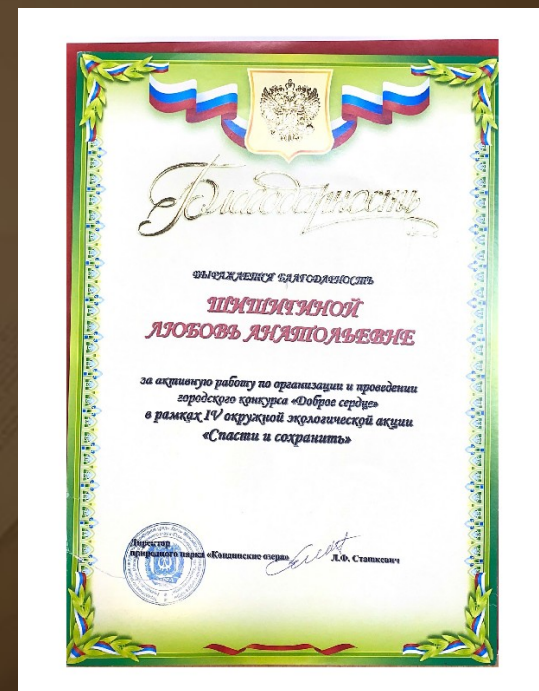 Благодарность
ВЫРАЖАЕТСЯ БЛАГОДАРНОСТЬ
ШИШИГИНОЙ
ЛЮБОВЬ АНАТОЛЬЕВНЕ
за активную работу по организации и проведении
городского конкурса «Доброе сердце»
в рамках IV окружной экологической акции
«Спасти и сохранить»
Директор
природного парка «Кондинские озера» Л.Ф. Сташкевич